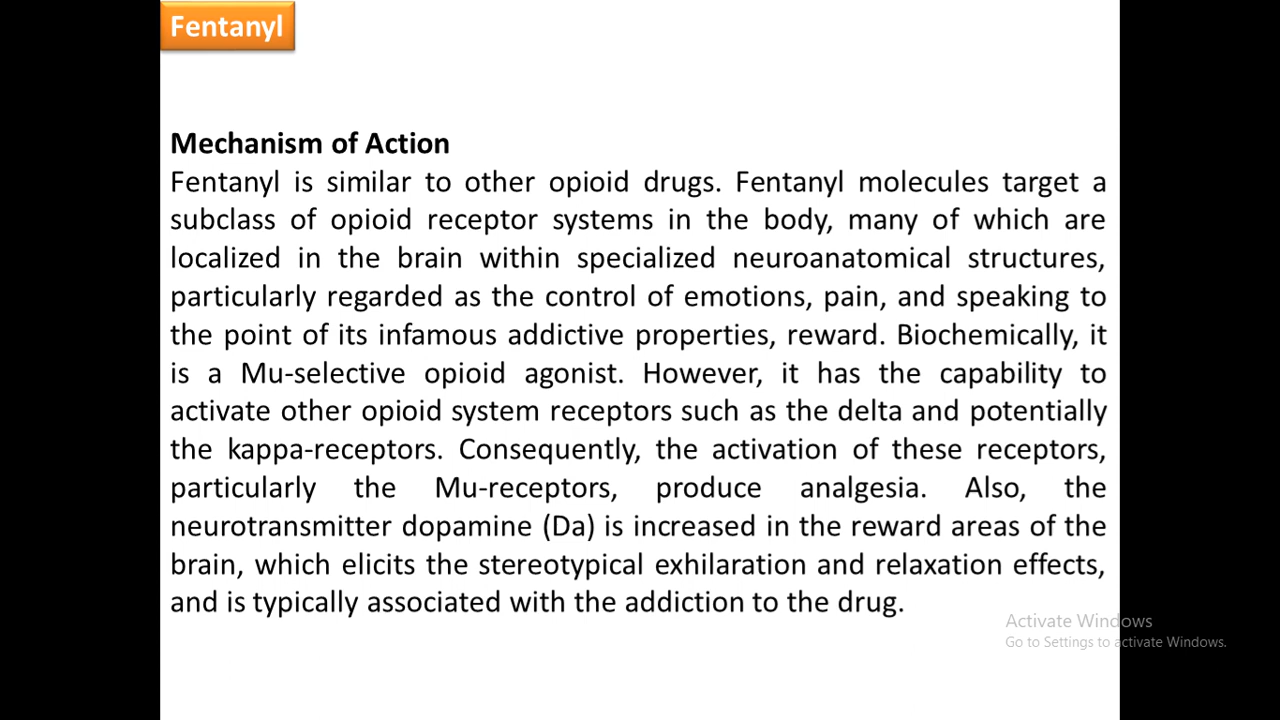 Fentanyl
Mechanism of Action
Fentanyl is similar to other opioid drugs. Fentanyl molecules target a
subclass of opioid receptor systems in the body, many of which are
localized in the brain within specialized neuroanatomical structures,
particularly regarded as the control of emotions, pain, and speaking to
the point of its infamous addictive properties, reward. Biochemically, it
is a Mu-selective opioid agonist. However, it has the capability to
activate other opioid system receptors such as the delta and potentially
the kappa-receptors. Consequently, the activation of these receptors,
particularly the Mu-receptors, produce analgesia. Also, the
neurotransmitter dopamine (Da) is increased in the reward areas of the
brain, which elicits the stereotypical exhilaration and relaxation effects,
and is typically associated with the addiction to the drug.
Activate Windows
Go to Settings to activate Windows.